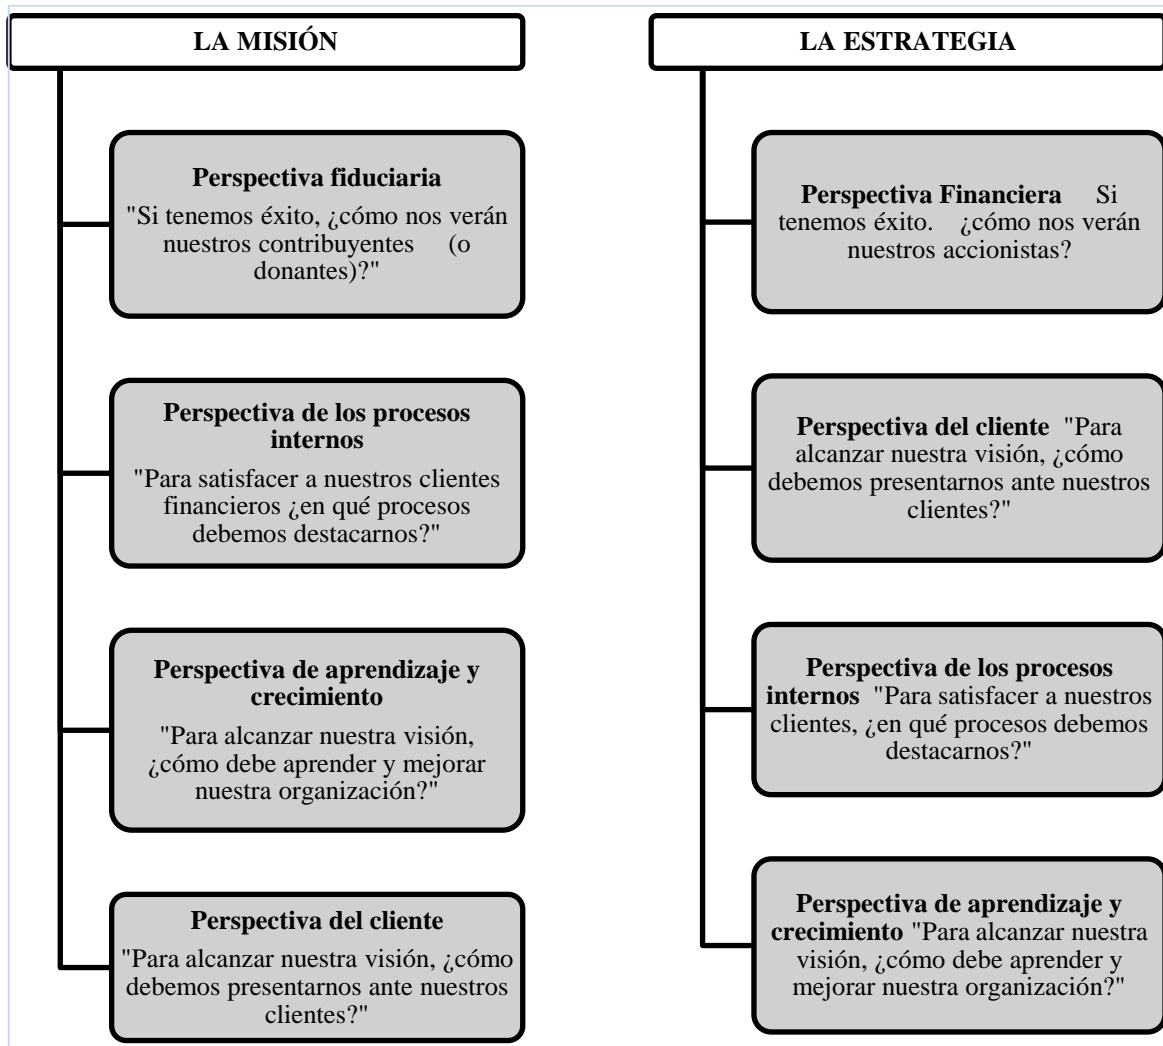 LA MISIÓN
Perspectiva fiduciaria
"Si tenemos éxito, ¿cómo nos verán
nuestros contribuyentes (o
donantes)?"
Perspectiva de los procesos
internos
"Para satisfacer a nuestros clientes
financieros ¿en qué procesos
debemos destacarnos?"
Perspectiva de aprendizaje y
crecimiento
"Para alcanzar nuestra visión,
¿cómo debe aprender y mejorar
nuestra organización?"
Perspectiva del cliente
"Para alcanzar nuestra visión, ¿cómo
debemos presentarnos ante nuestros
clientes?"
LA ESTRATEGIA
Perspectiva Financiera Si
tenemos éxito. ¿cómo nos verán
nuestros accionistas?
Perspectiva del cliente "Para
alcanzar nuestra visión, ¿cómo
debemos presentarnos ante nuestros
clientes?"
Perspectiva de los procesos
internos "Para satisfacer a nuestros
clientes, ¿en qué procesos debemos
destacarnos?"
Perspectiva de aprendizaje y
crecimiento "Para alcanzar nuestra
visión, ¿cómo debe aprender y
mejorar nuestra organización?"